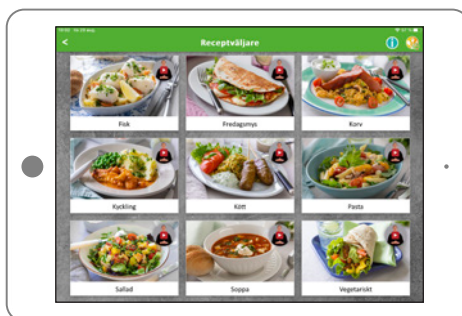 Receptväljare
Fisk
Fredagsmys
Korv
Kyckling
Kött
Pasta
Sallad
Soppa
Vegetariskt